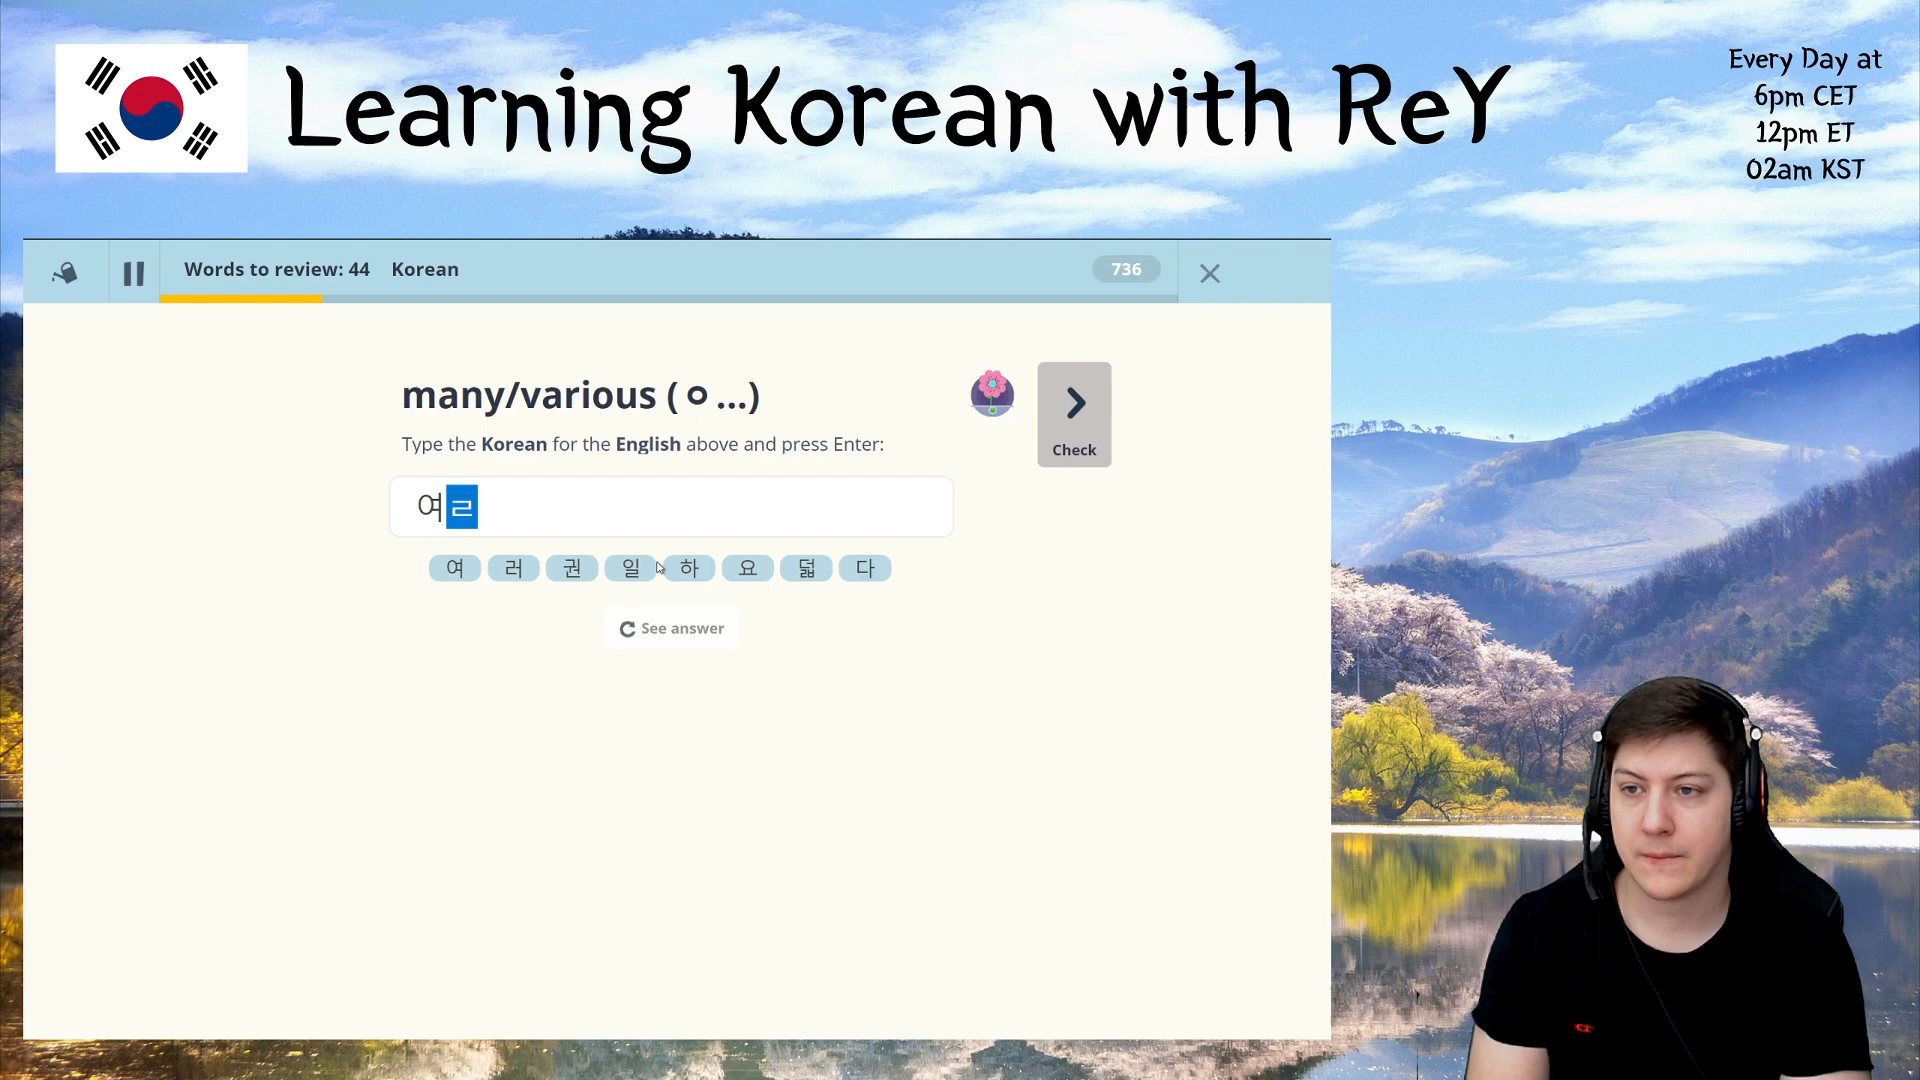 Learning Korean with ReY
Every Day at
6pm CET
12pm ET
02am KST
Words to review: 44 Korean
736
many/various (ㅇ...)
Type the Korean for the English above and press Enter:
Check
여ㄹ
여 러 권 일 하 요 덟 다
See answer